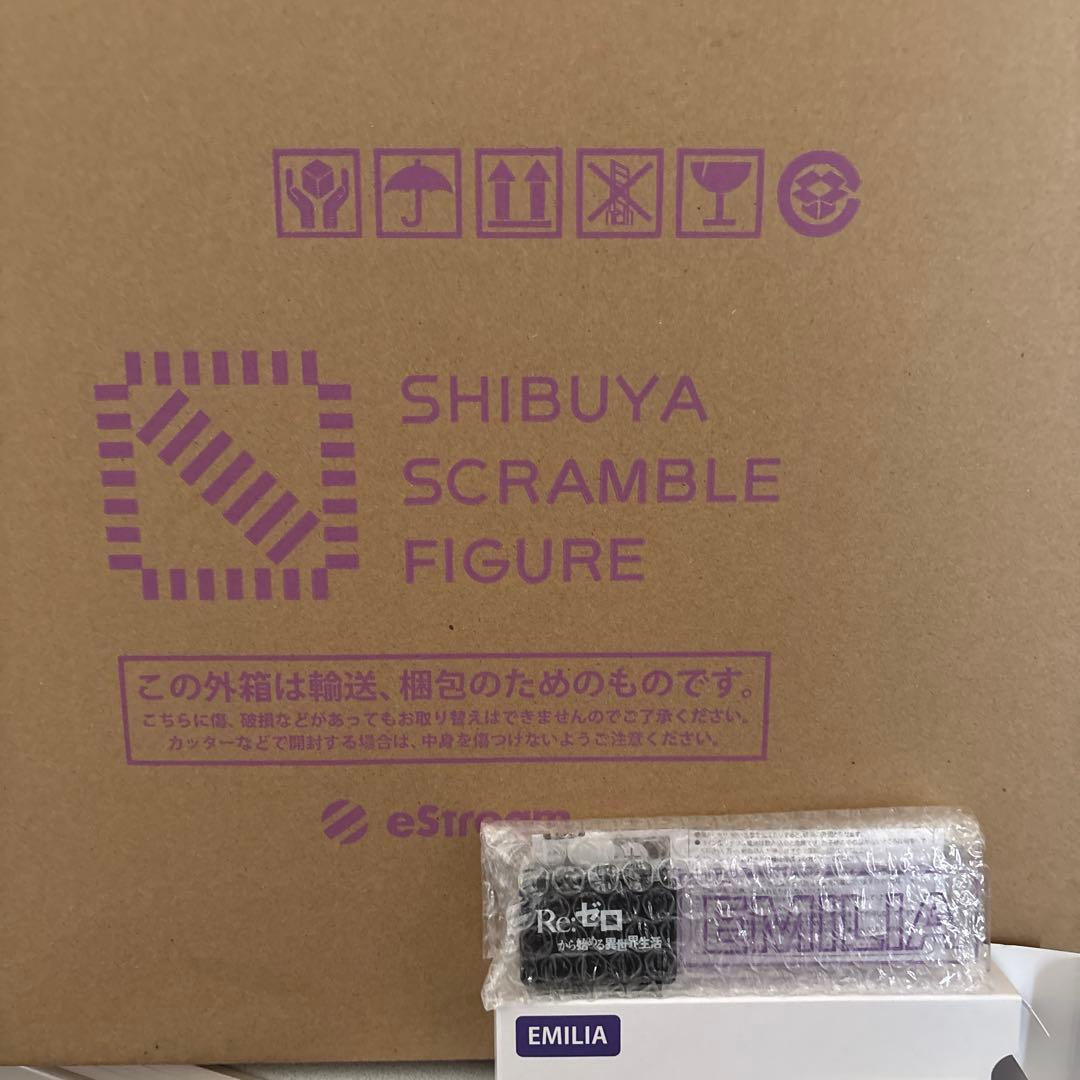 SHIBUYA
SCRAMBLE
FIGURE
この外箱は輸送、梱包のためのものです。
こちらに傷、破損などがあってもお取り替えはできませんのでご了承ください。
カッターなどで開封する場合は、中身を傷つけないようご注意ください。
eStream
Re:ゼロ
から始める異世界生活
EMILIA
EMILIA